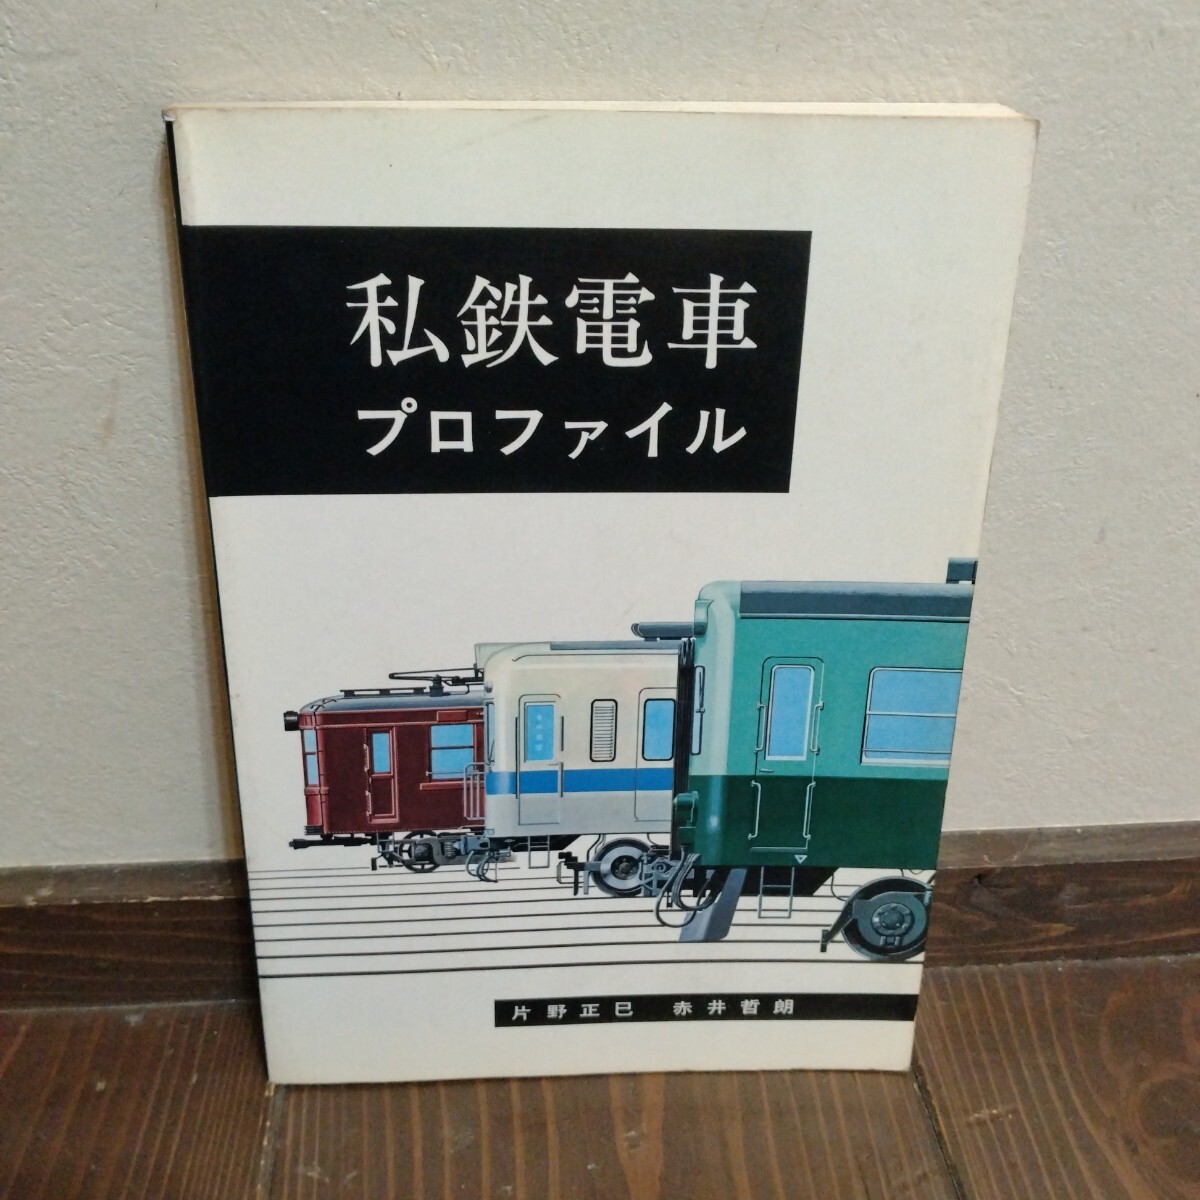 私鉄電車
プロファイル
片野正巳 赤井哲朗